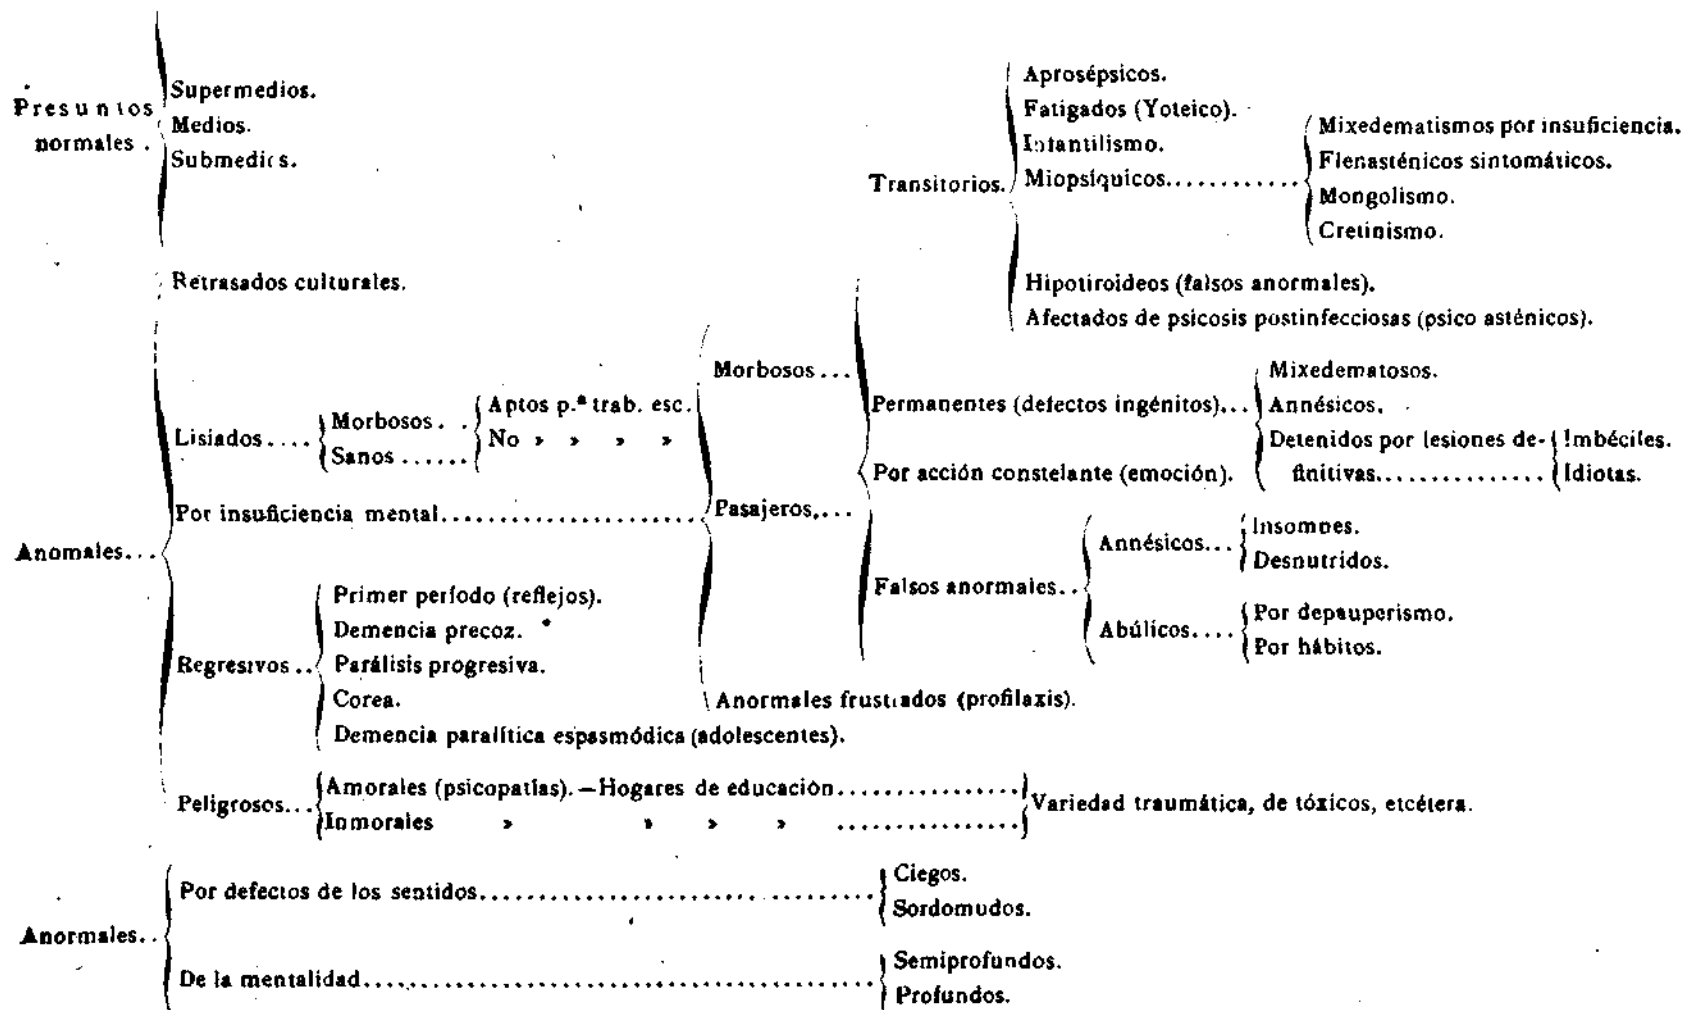 Presuntos
normales .
Supermedios.
Medios.
Submedios.
Retrasados culturales.
Anomales...
Lisiados ....
Morbosos . .
Sanos ......
Aptos p.ª trab. esc.
No » » » »
Por insuficiencia mental......................
Morbosos ...
Transitorios.
Aprosépsicos.
Fatigados (Yoteico).
Infantilismo.
Miopsíquicos............
Mixedematismos por insuficiencia.
Flenasténicos sintomáticos.
Mongolismo.
Cretinismo.
Hipotiroideos (falsos anormales).
Afectados de psicosis postinfecciosas (psico asténicos).
Permanentes (defectos ingénitos)...
Mixedematosos.
Annésicos.
Detenidos por lesiones de-
finitivas...............
Imbéciles.
Idiotas.
Por acción constelante (emoción).
Pasajeros....
Falsos anormales..
Annésicos...
Insomnes.
Desnutridos.
Abúlicos....
Por depauperismo.
Por hábitos.
Anormales frustrados (profilaxis).
Regresivos ..
Primer período (reflejos).
Demencia precoz.
Parálisis progresiva.
Corea.
Demencia paralítica espasmódica (adolescentes).
Peligrosos...
Amorales (psicopatías).—Hogares de educación................
Inmorales » » » » ................
Variedad traumática, de tóxicos, etcétera.
Anormales..
Por defectos de los sentidos..................................
Ciegos.
Sordomudos.
De la mentalidad............................................
Semiprofundos.
Profundos.